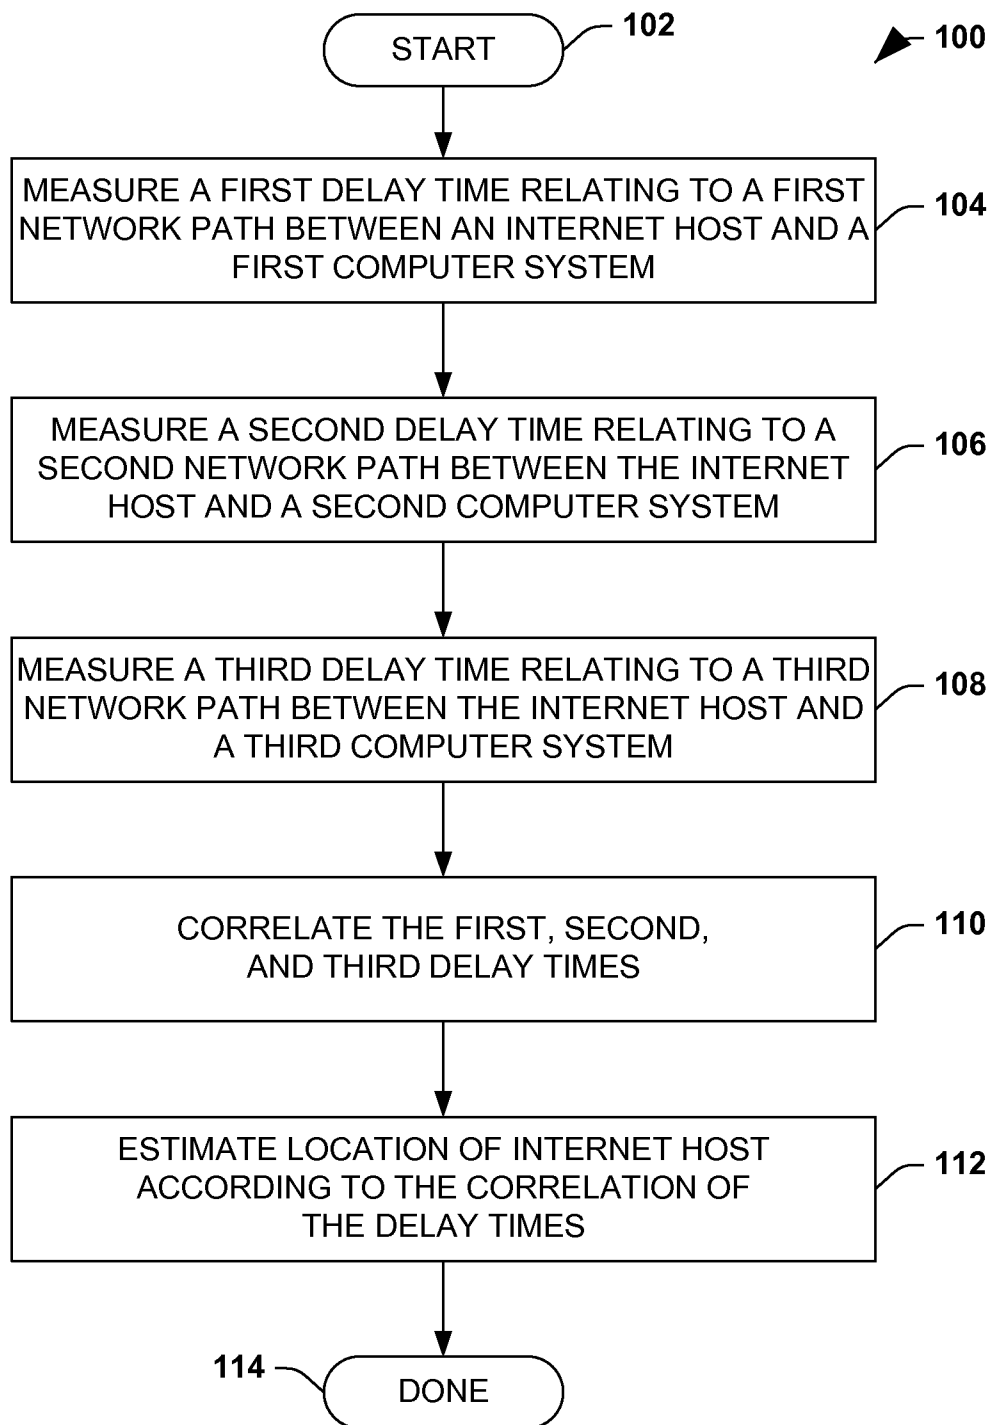 START
102
100
MEASURE A FIRST DELAY TIME RELATING TO A FIRST
NETWORK PATH BETWEEN AN INTERNET HOST AND A
FIRST COMPUTER SYSTEM
104
MEASURE A SECOND DELAY TIME RELATING TO A
SECOND NETWORK PATH BETWEEN THE INTERNET
HOST AND A SECOND COMPUTER SYSTEM
106
MEASURE A THIRD DELAY TIME RELATING TO A THIRD
NETWORK PATH BETWEEN THE INTERNET HOST AND
A THIRD COMPUTER SYSTEM
108
CORRELATE THE FIRST, SECOND,
AND THIRD DELAY TIMES
110
ESTIMATE LOCATION OF INTERNET HOST
ACCORDING TO THE CORRELATION OF
THE DELAY TIMES
112
114
DONE